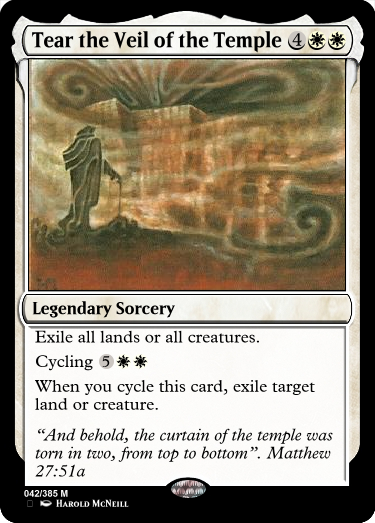 Tear the Veil of the Temple 4
Legendary Sorcery
Exile all lands or all creatures.
Cycling 5
When you cycle this card, exile target
land or creature.
“And behold, the curtain of the temple was
torn in two, from top to bottom”. Matthew
27:51a
042/385 M
Harold McNeill